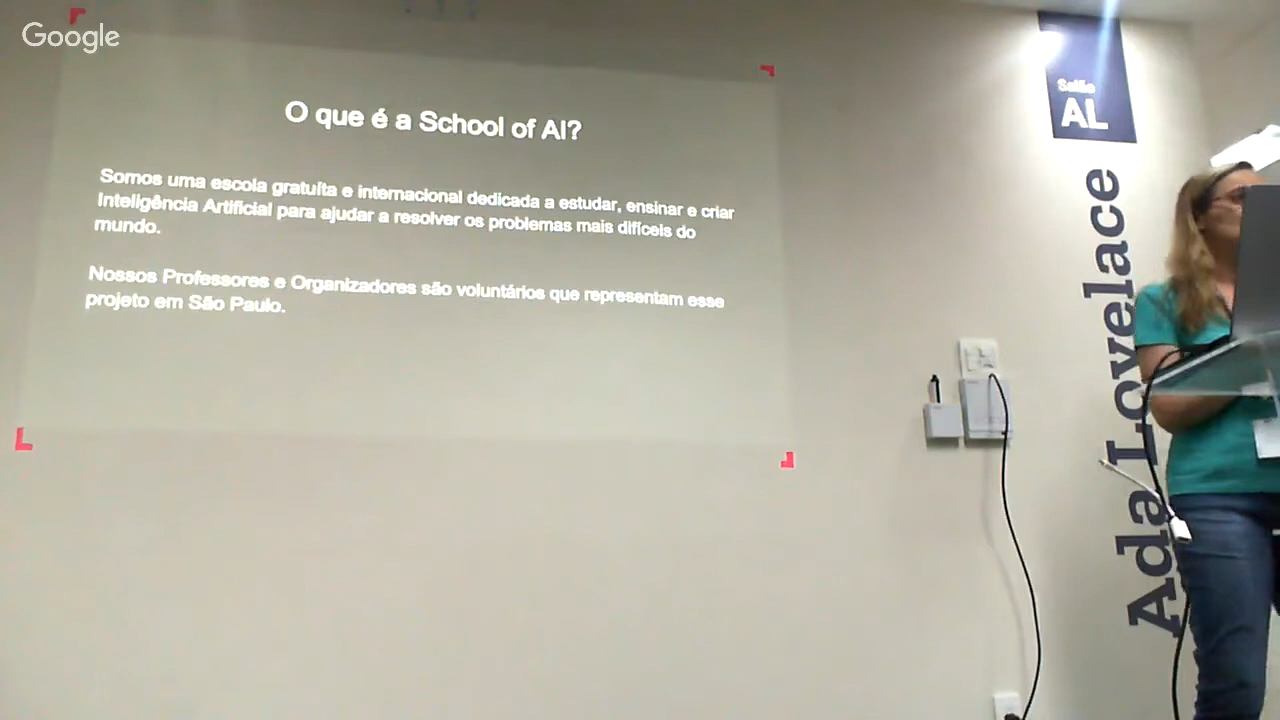 Google
O que é a School of AI?
Somos uma escola gratuíta e internacional dedicada a estudar, ensinar e criar
Inteligência Artificial para ajudar a resolver os problemas mais difíceis do
mundo.
Nossos Professores e Organizadores são voluntários que representam esse
projeto em São Paulo.
Salão
AL
Ada Lovelace